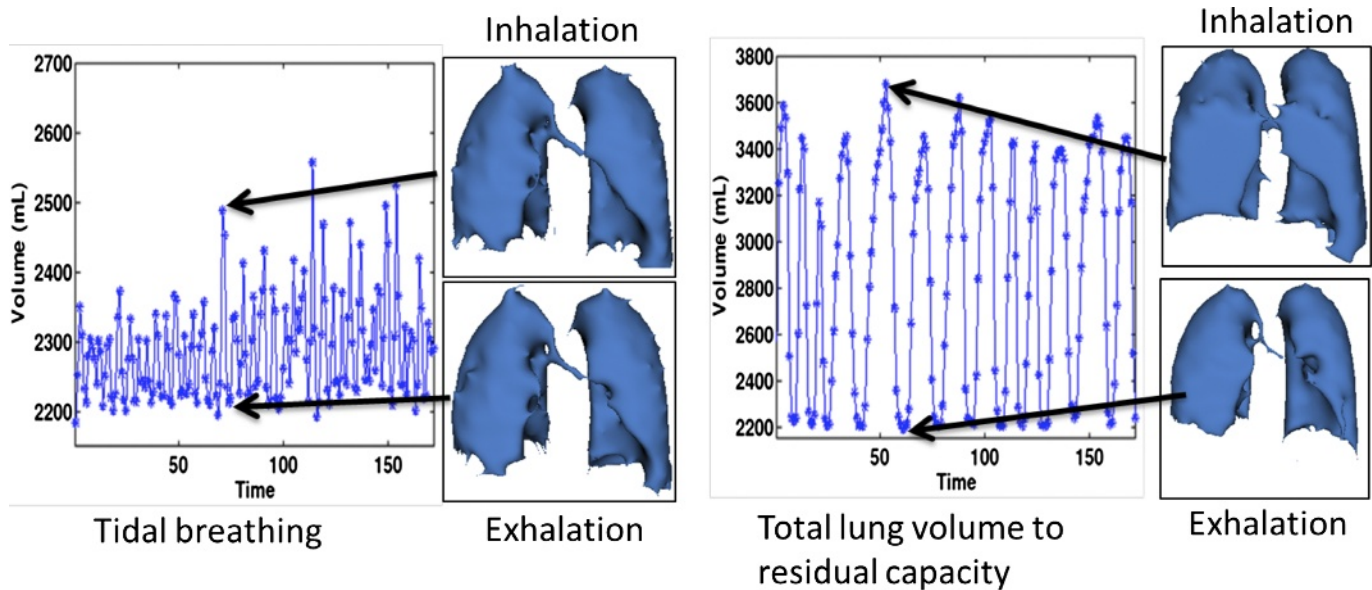 Inhalation
2700
2600
2500
2400
2300
2200
Volume (mL)
50 100 150
Time
Tidal breathing
Exhalation
Inhalation
3800
3600
3400
3200
3000
2800
2600
2400
2200
Volume (mL)
50 100 150
Time
Total lung volume to
residual capacity
Exhalation